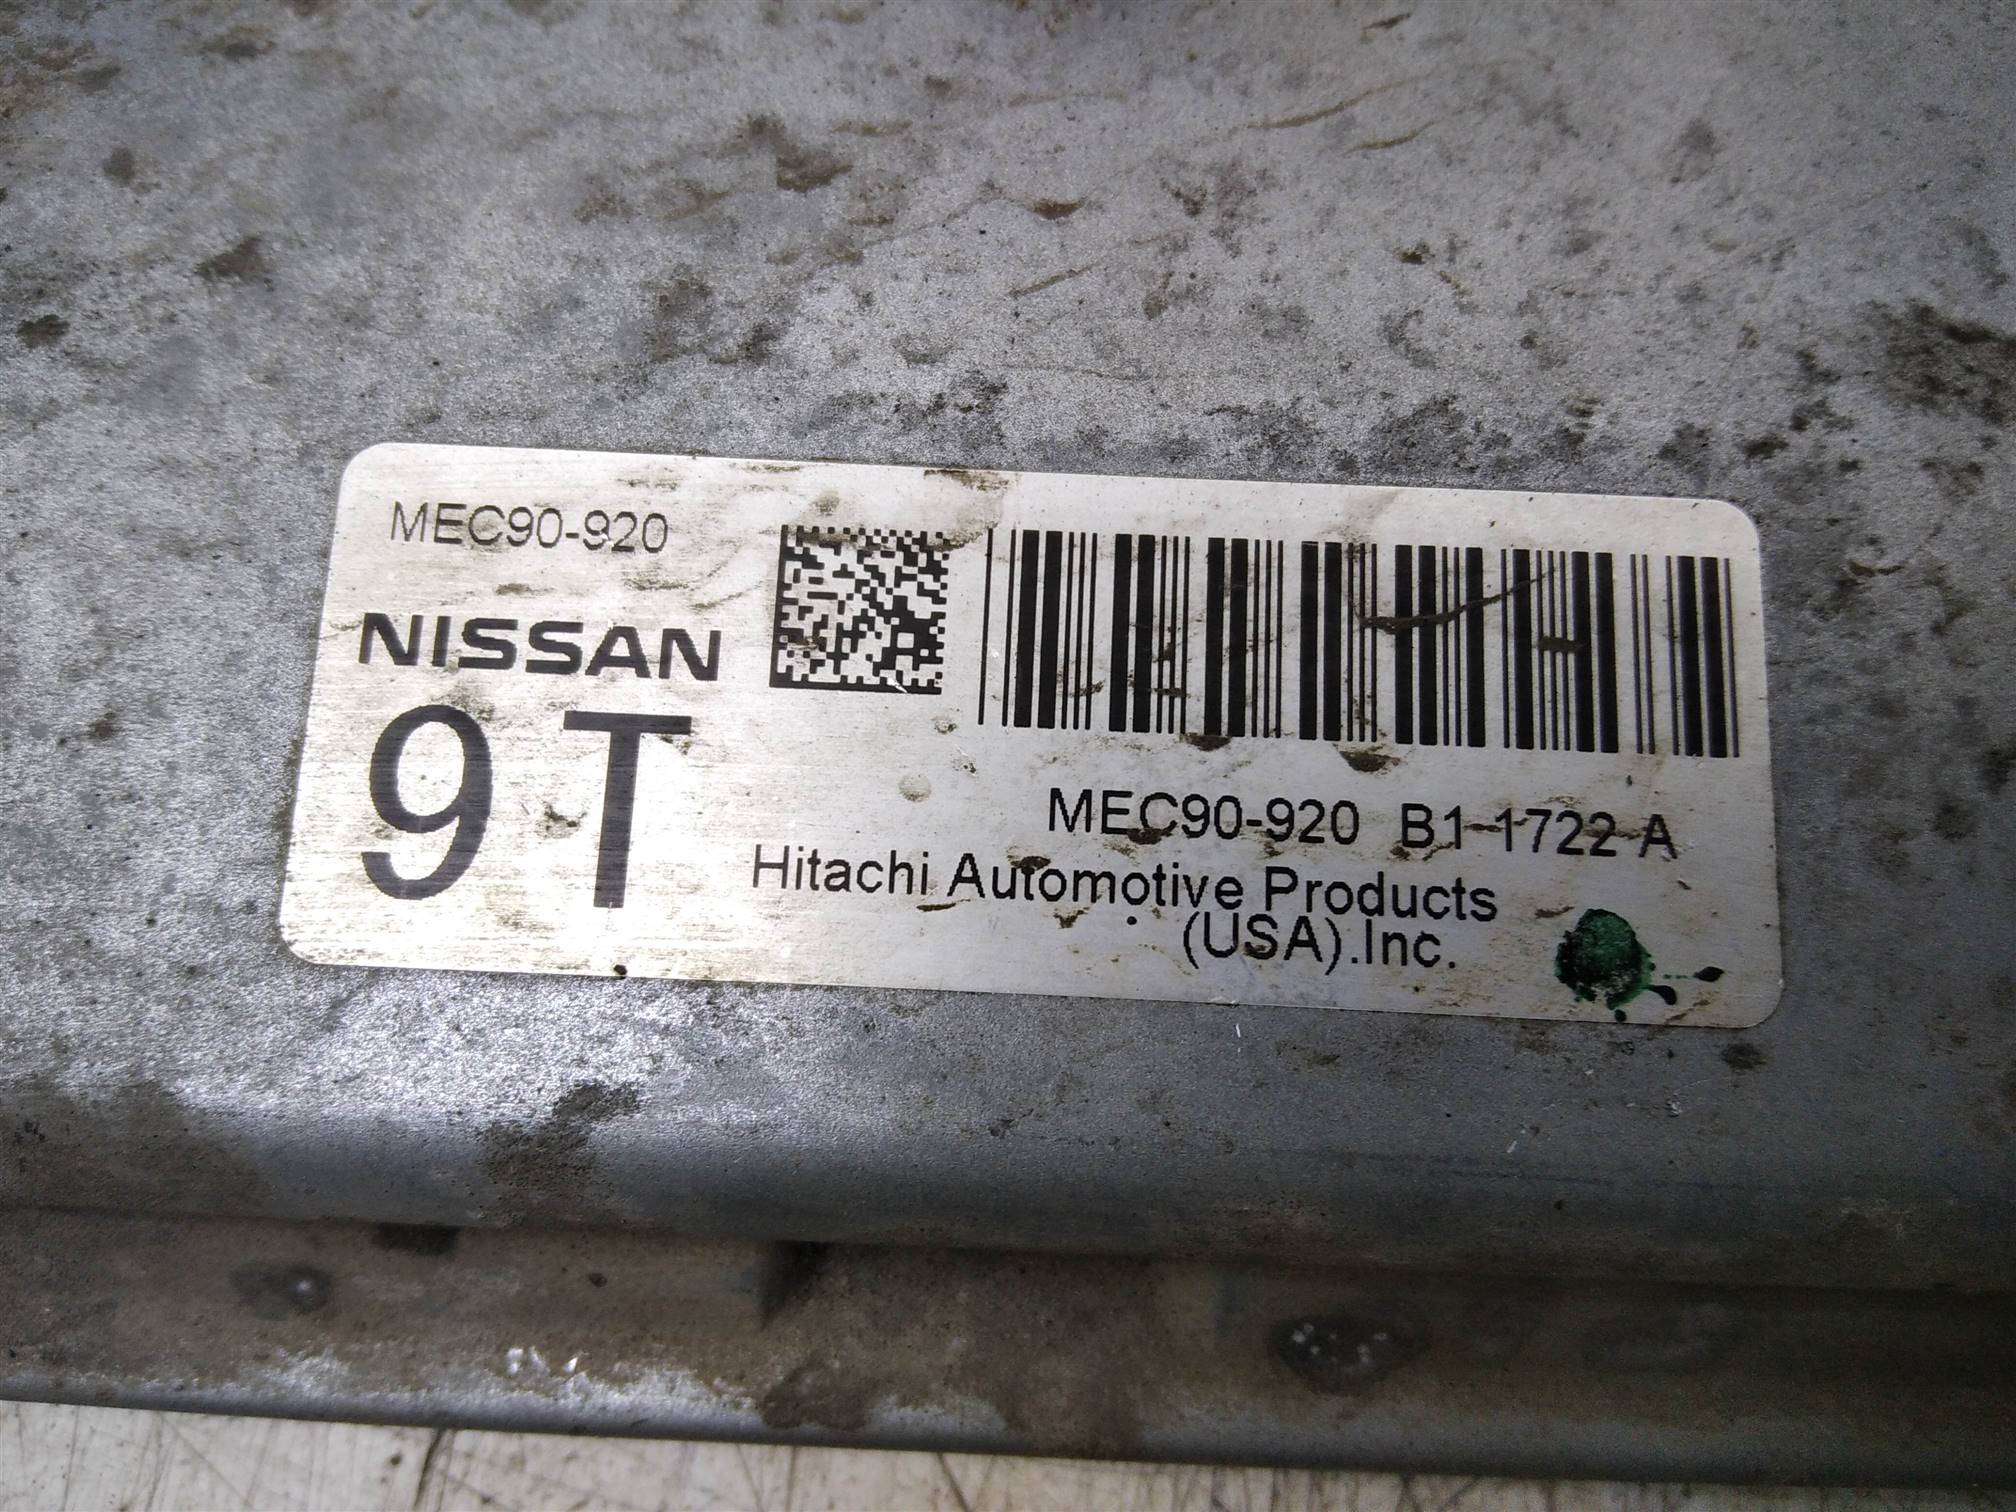 MEC90-920
NISSAN
9T
MEC90-920 B1 1722 A
Hitachi Automotive Products
(USA).Inc.